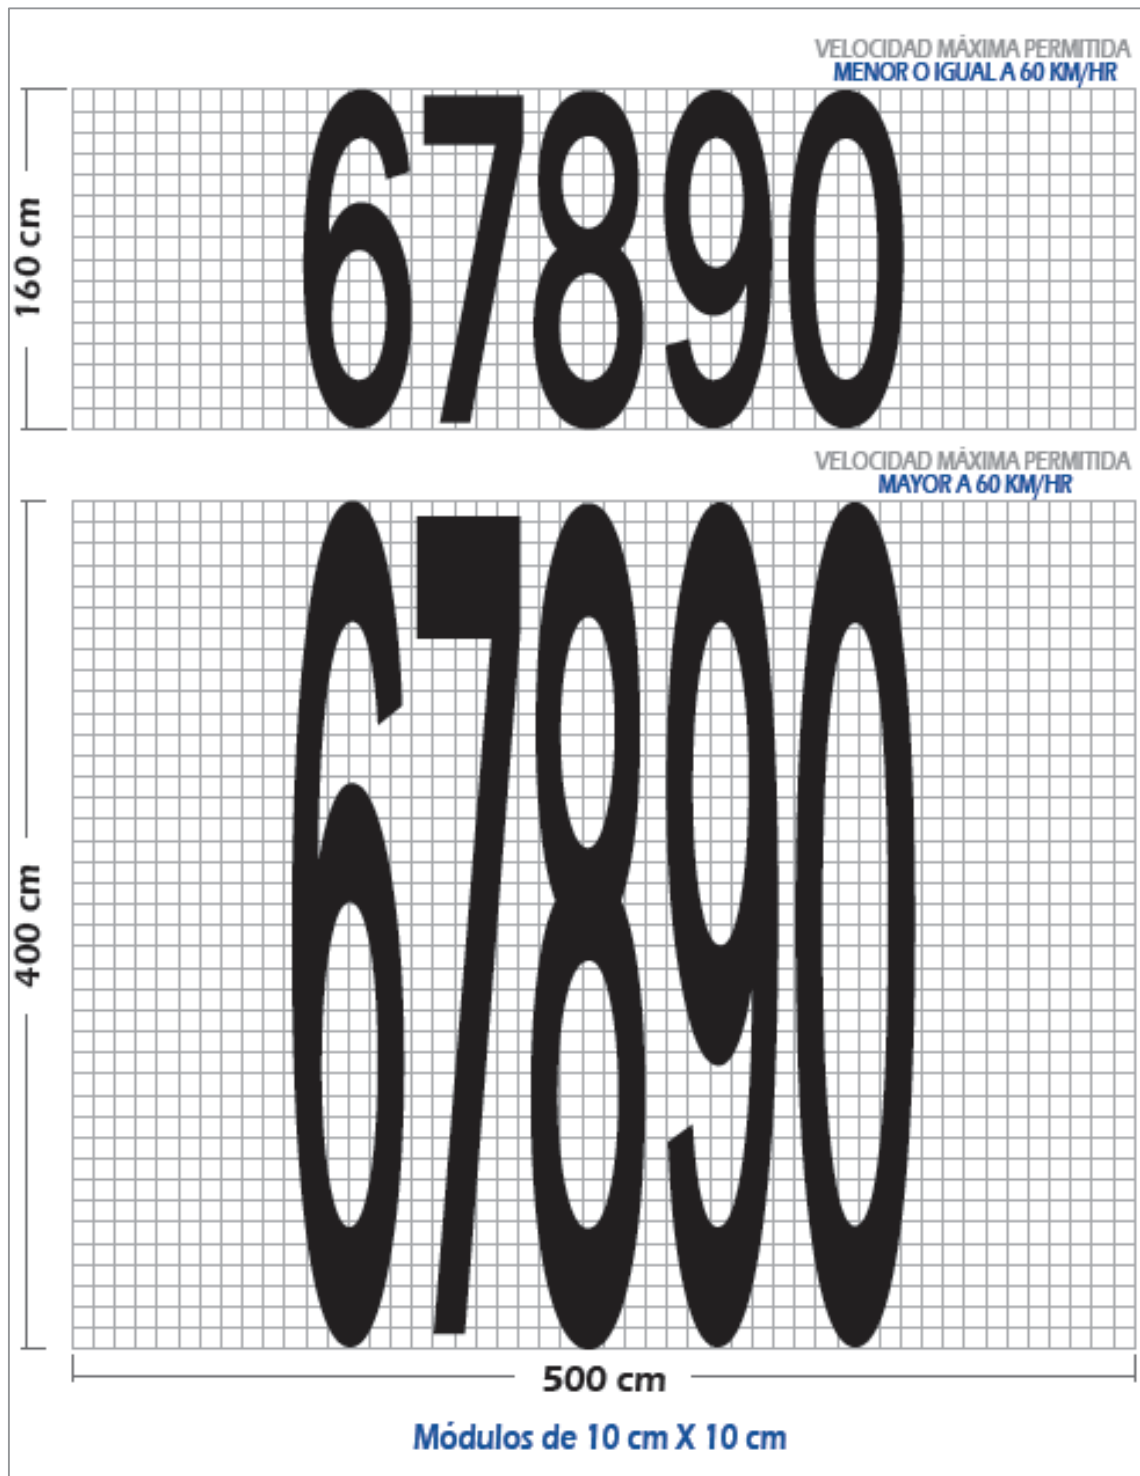 VELOCIDAD MÁXIMA PERMITIDA
MENOR O IGUAL A 60 KM/HR
160 cm
67890
VELOCIDAD MÁXIMA PERMITIDA
MAYOR A 60 KM/HR
400 cm
67890
500 cm
Módulos de 10 cm X 10 cm